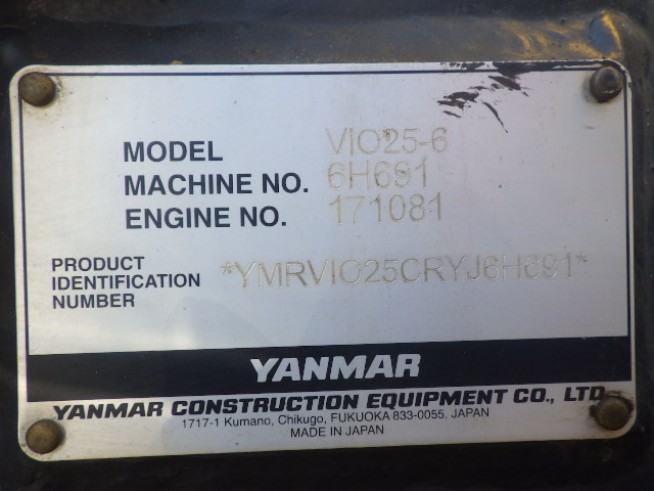 MODEL VIO25-6
MACHINE NO. 6H691
ENGINE NO. 171081
PRODUCT
IDENTIFICATION *YMRVIO25CRYJ6H691*
NUMBER
YANMAR
YANMAR CONSTRUCTION EQUIPMENT CO., LTD.
1717-1 Kumano, Chikugo, FUKUOKA 833-0055, JAPAN
MADE IN JAPAN